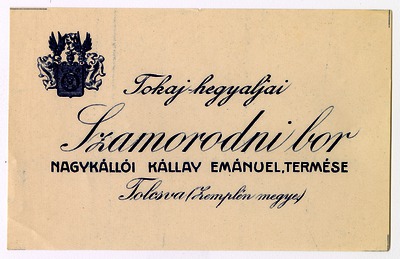 Tokaj-hegyaljai
Szamorodni bor
NAGYKÁLLÓI KÁLLAY EMÁNUEL, TERMÉSE
Tolcsva (Zemplén megye)